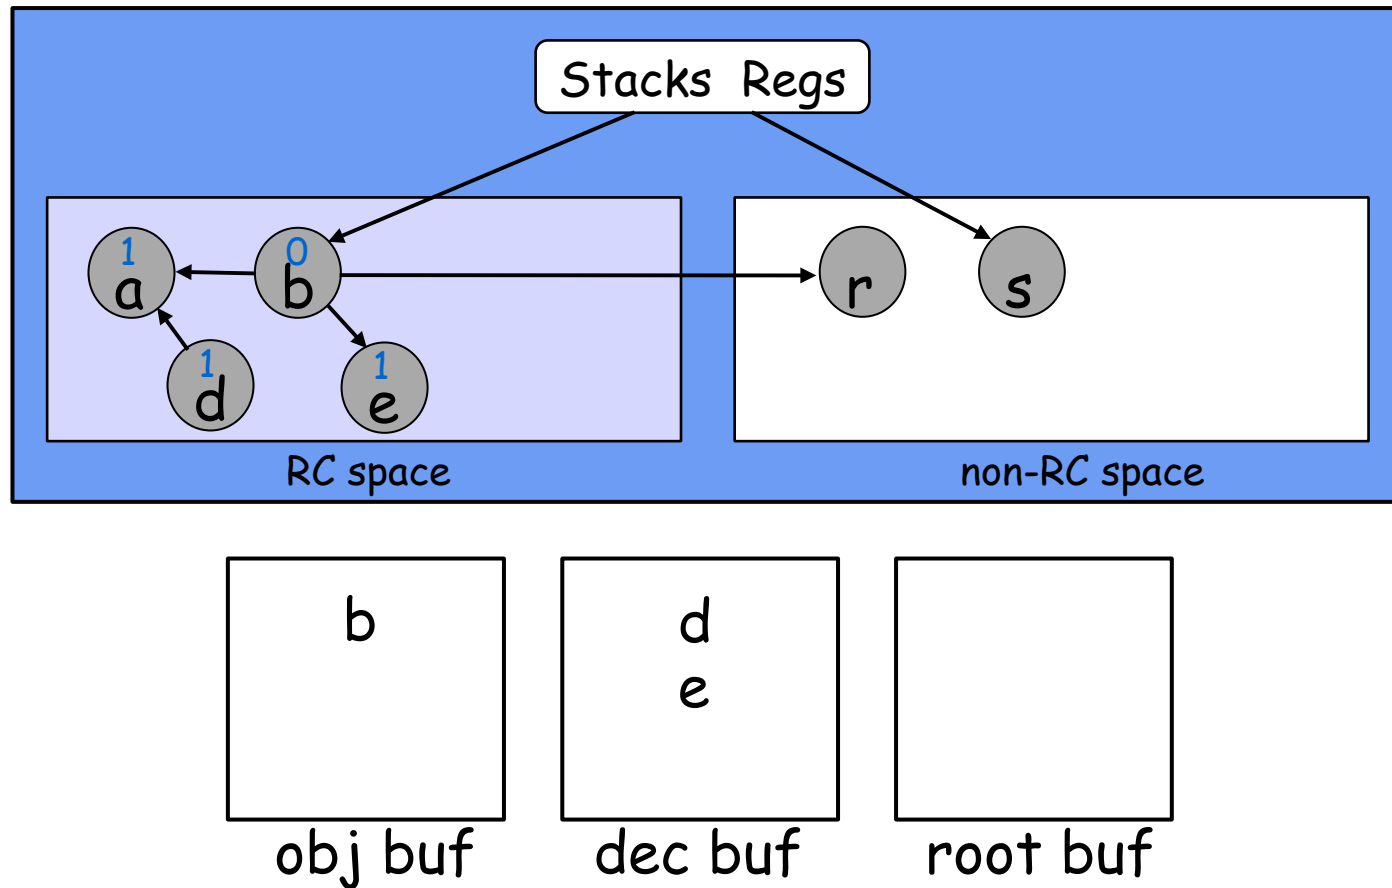 Stacks Regs
1 0
a b r s
1 1
d e
RC space non-RC space
b d
e
obj buf dec buf root buf